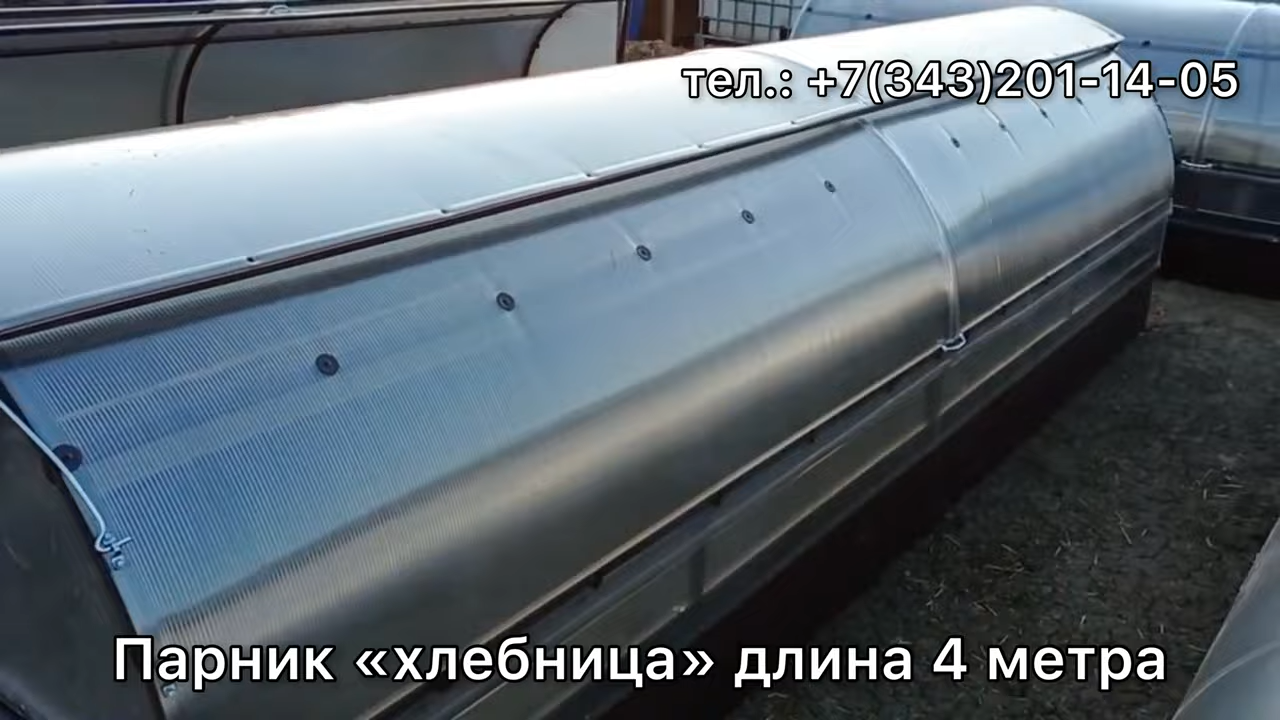 тел.: +7(343)201-14-05
Парник «хлебница» длина 4 метра